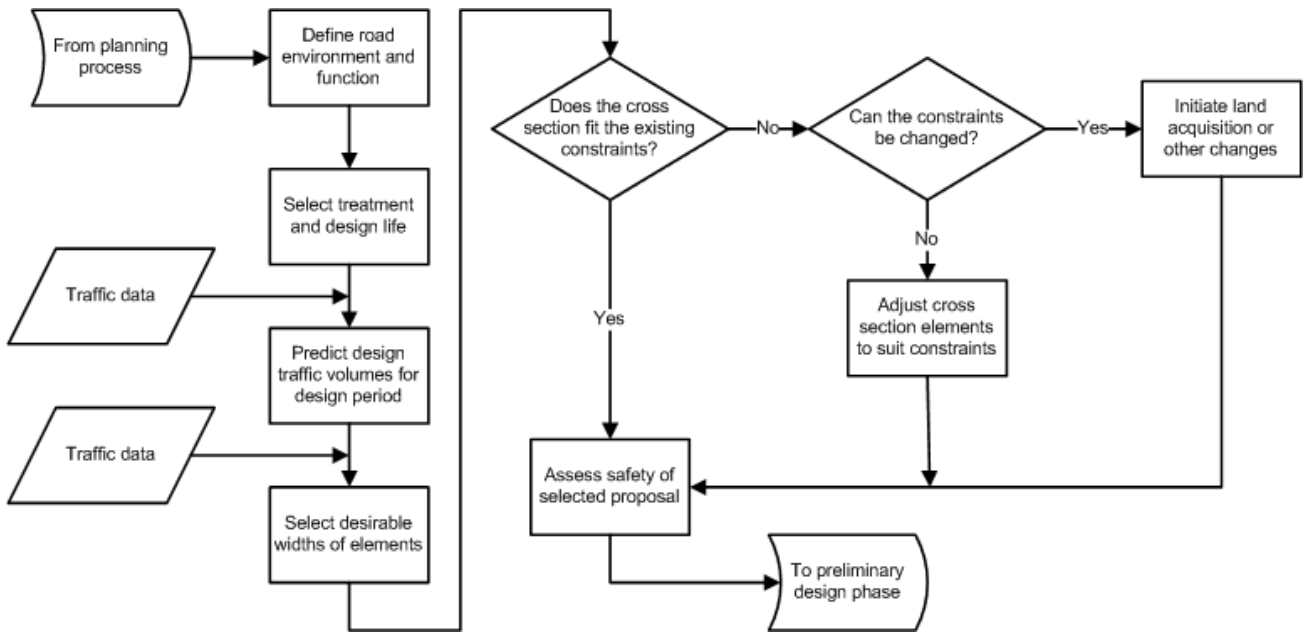 From planning
process
Define road
environment and
function
Select treatment
and design life
Traffic data
Predict design
traffic volumes for
design period
Traffic data
Select desirable
widths of elements
Does the cross
section fit the existing
constraints?
No
Can the constraints
be changed?
Yes
Initiate land
acquisition or
other changes
No
Adjust cross
section elements
to suit constraints
Yes
Assess safety of
selected proposal
To preliminary
design phase